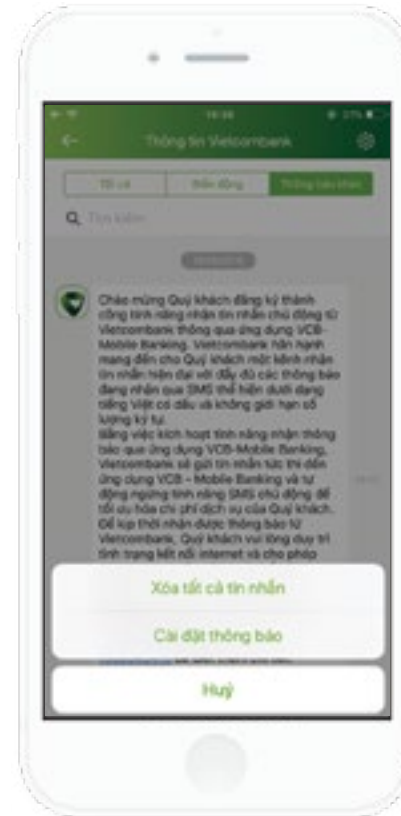 Thông tin Vietcombank
Tất cả
Biến động
Thông báo khác
Tìm kiếm
Chào mừng Quý khách đăng ký thành
công tính năng nhận tin nhắn chủ động từ
Vietcombank thông qua ứng dụng VCB-
Mobile Banking. Vietcombank hân hạnh
mang đến cho Quý khách một kênh nhận
tin nhắn hiện đại với đầy đủ các thông báo
đang nhận qua SMS thể hiện dưới dạng
tiếng Việt có dấu và không giới hạn số
lượng ký tự.
Bằng việc kích hoạt tính năng nhận thông
báo qua ứng dụng VCB-Mobile Banking,
Vietcombank sẽ gửi tin nhắn tức thì đến
ứng dụng VCB - Mobile Banking và tự
động ngừng tính năng SMS chủ động để
tối ưu hóa chi phí dịch vụ của Quý khách.
Để kịp thời nhận được thông báo từ
Vietcombank, Quý khách vui lòng duy trì
tình trạng kết nối internet và cho phép
Xóa tất cả tin nhắn
Cài đặt thông báo
Huỷ